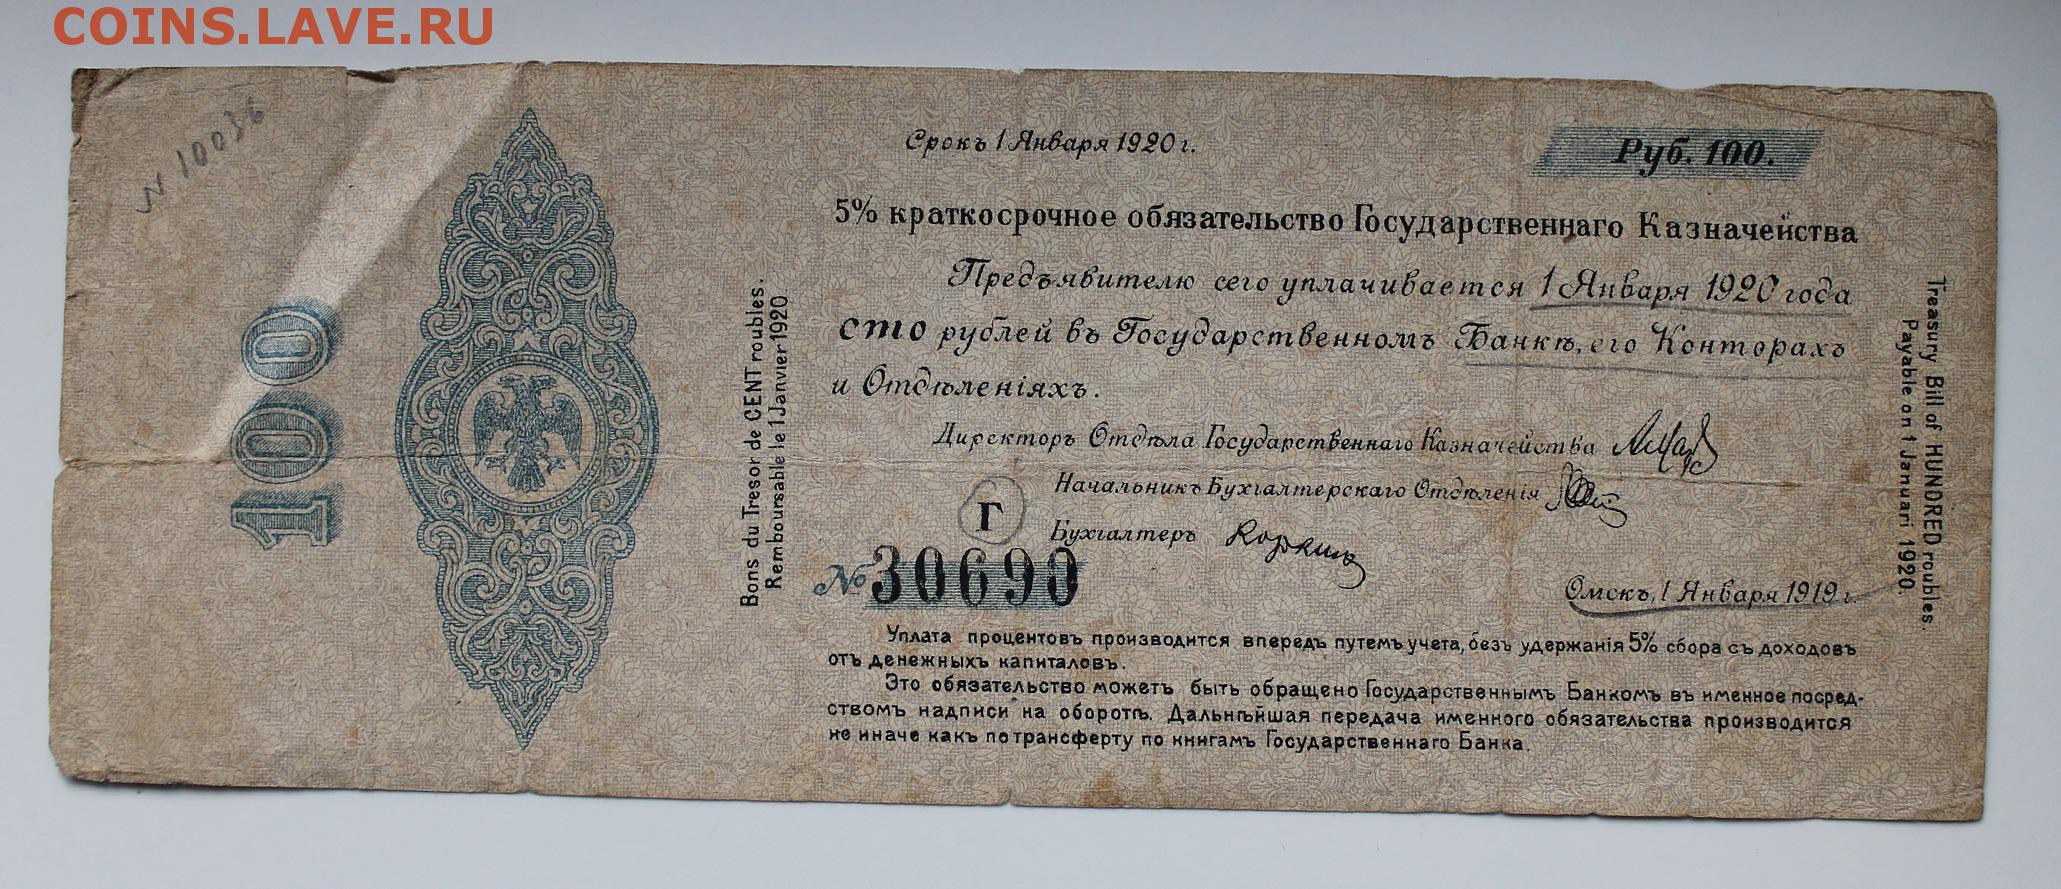 COINS.LAVE.RU
N 10036
100
Bons du Tresor de CENT roubles.
Remboursable le 1 Janvier 1920
Срокъ 1 Января 1920 г.
Руб. 100.
5% краткосрочное обязательство Государственнаго Казначейства
Предъявителю сего уплачивается 1 Января 1920 года
сто рублей въ Государственномъ Банкѣ, его Конторахъ
и Отдѣленіяхъ.
Директоръ Отдѣла Государственнаго Казначейства
Начальникъ Бухгалтерскаго Отдѣленія
Г
Бухгалтеръ
№ 30690
Омскъ, 1 Января 1919 г.
Уплата процентовъ производится впередъ путемъ учета, безъ удержанія 5% сбора съ доходовъ
отъ денежныхъ капиталовъ.
Это обязательство можетъ быть обращено Государственнымъ Банкомъ въ именное посред-
ствомъ надписи на оборотѣ. Дальнѣйшая передача именного обязательства производится
не иначе какъ по трансферту по книгамъ Государственнаго Банка.
Treasury Bill of HUNDRED roubles.
Payable on 1 Januari 1920.